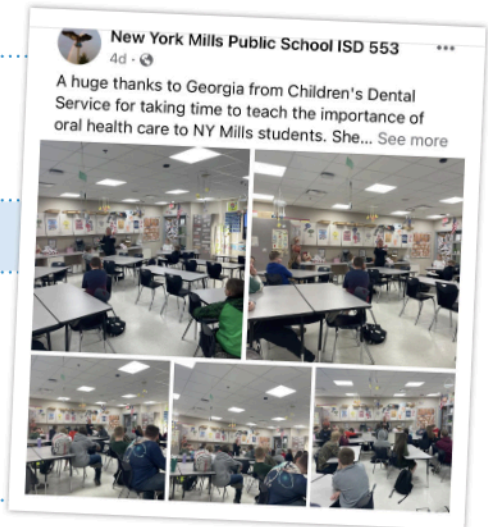 New York Mills Public School ISD 553
4d ·
A huge thanks to Georgia from Children's Dental
Service for taking time to teach the importance of
oral health care to NY Mills students. She... See more